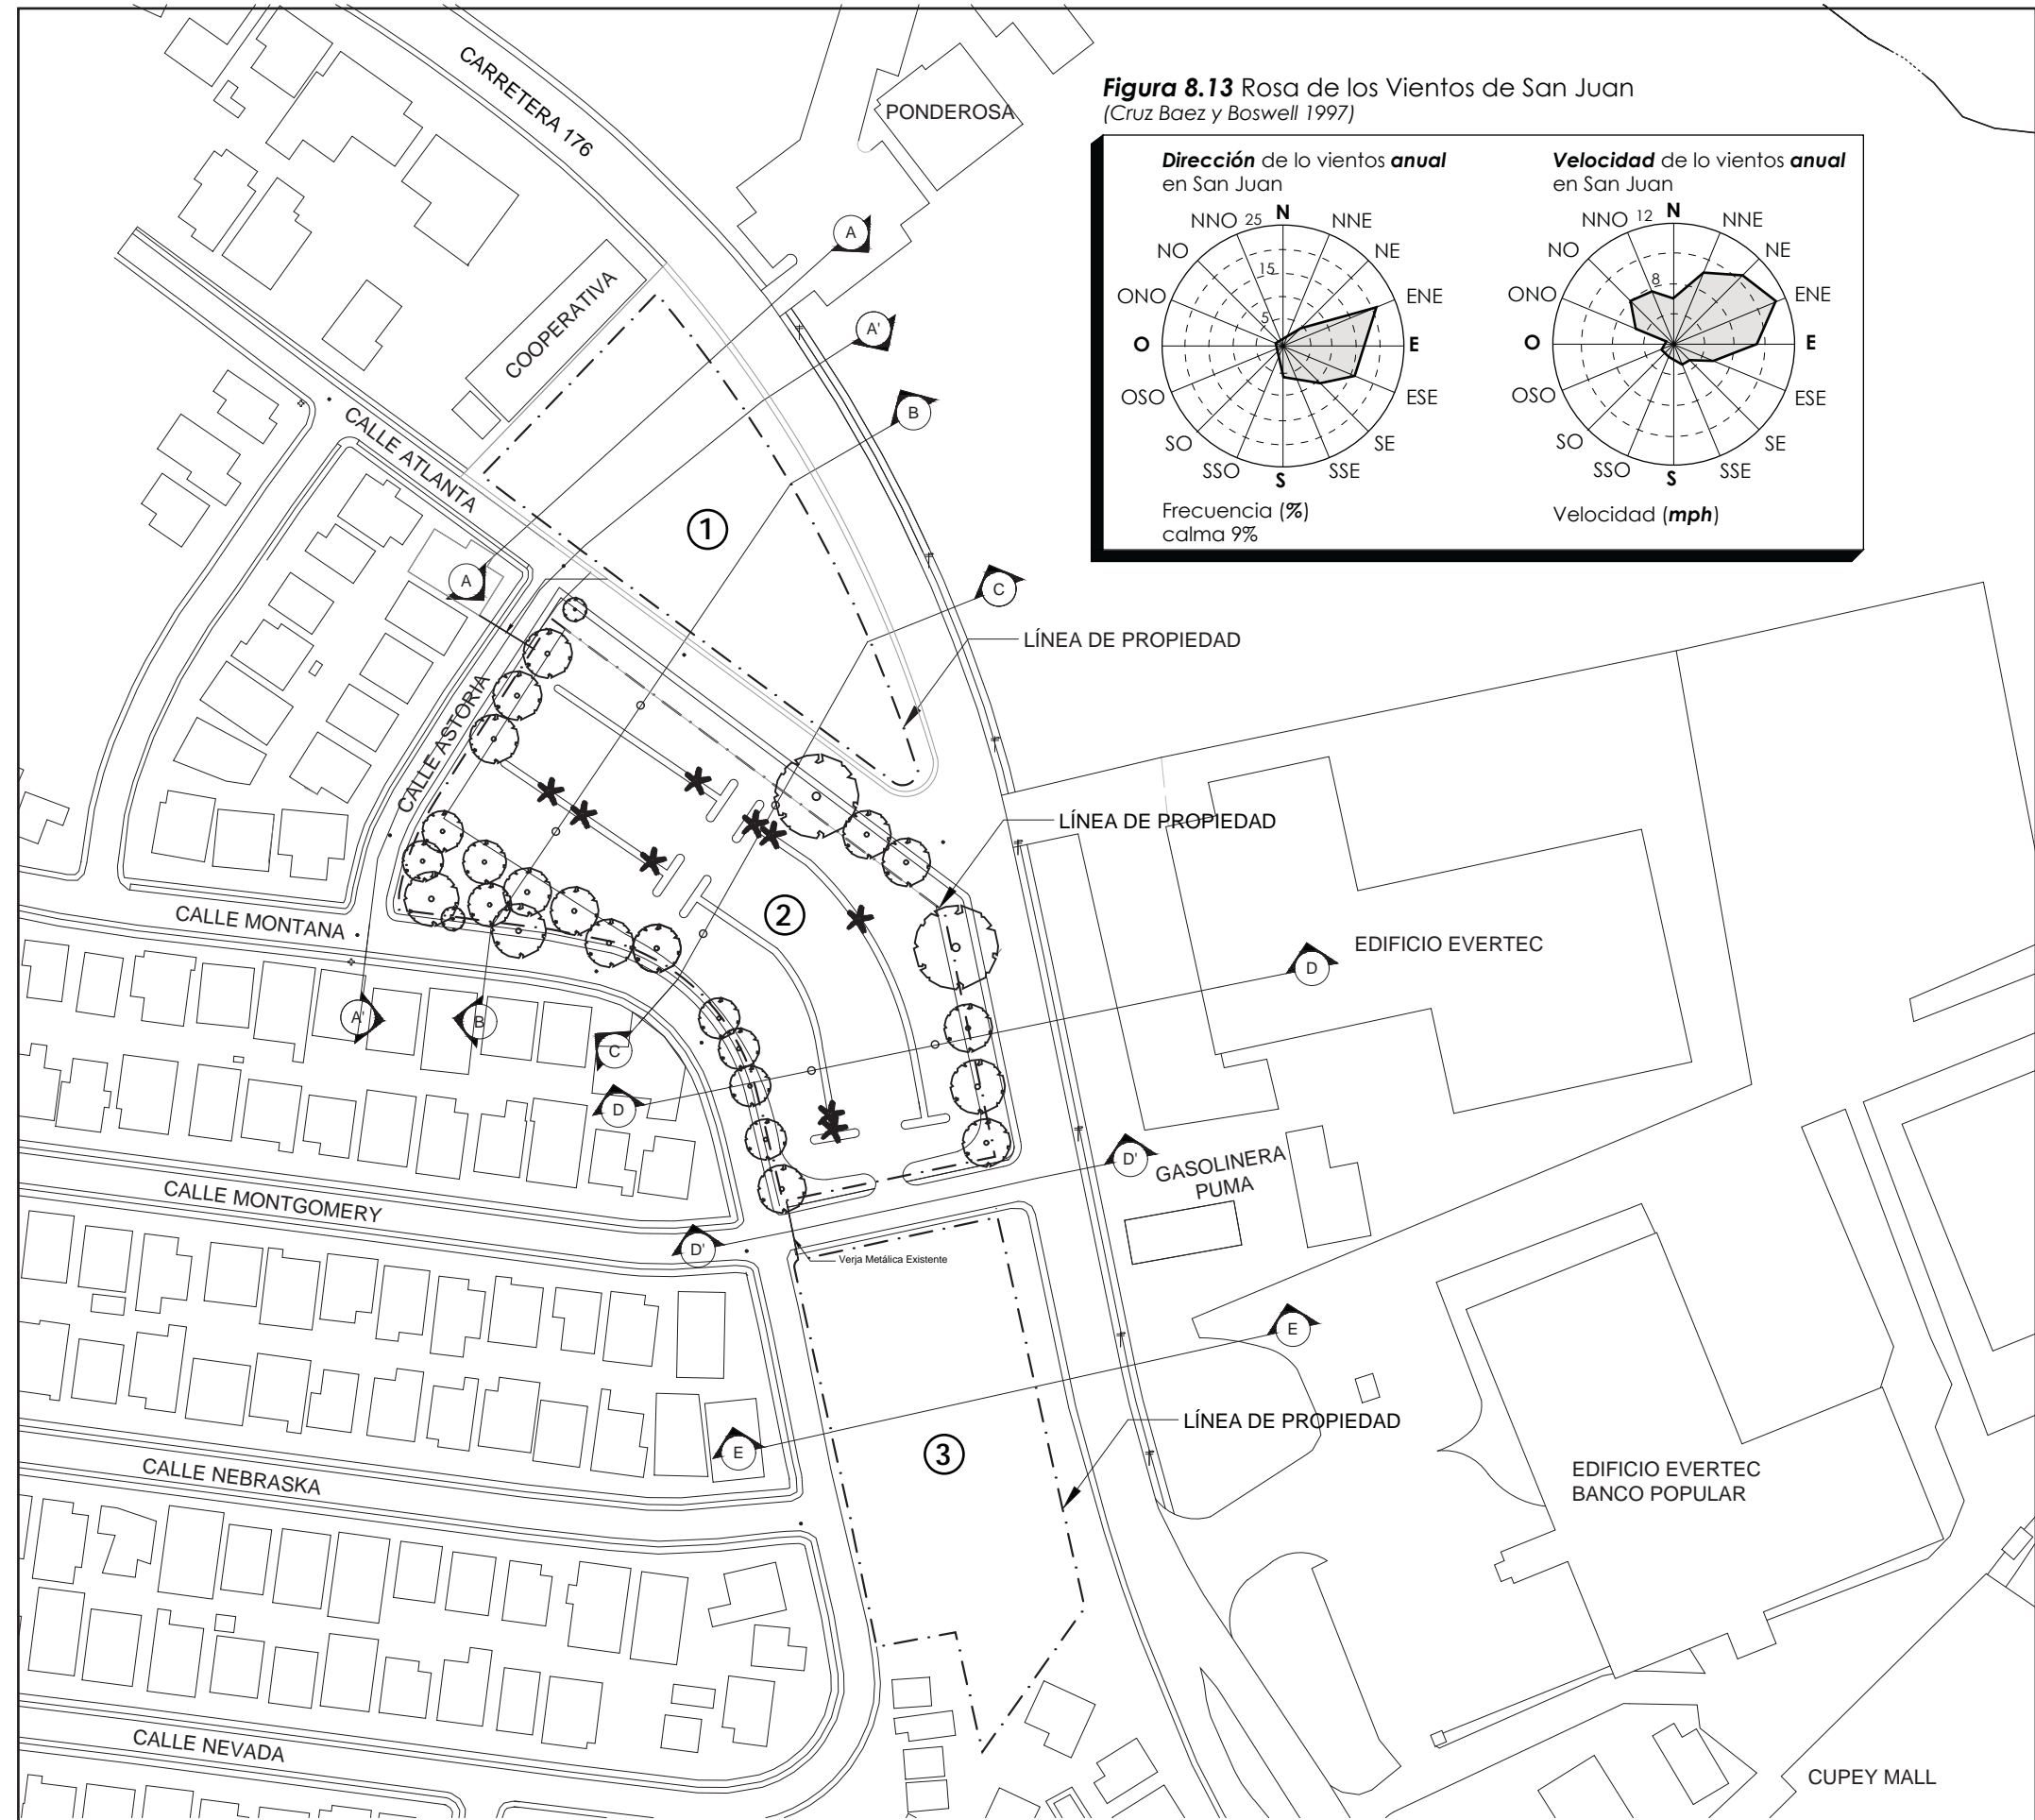 Figura 8.13 Rosa de los Vientos de San Juan
(Cruz Baez y Boswell 1997)
Dirección de lo vientos anual
en San Juan
N
NNE
NE
ENE
E
ESE
SE
SSE
S
SSO
SO
OSO
O
ONO
NO
NNO
25
15
5
Frecuencia (%)
calma 9%
Velocidad de lo vientos anual
en San Juan
N
NNE
NE
ENE
E
ESE
SE
SSE
S
SSO
SO
OSO
O
ONO
NO
NNO
12
8
Velocidad (mph)
CARRETERA 176
PONDEROSA
COOPERATIVA
A
A'
B
CALLE ATLANTA
1
A
C
LÍNEA DE PROPIEDAD
CALLE ASTORIA
LÍNEA DE PROPIEDAD
CALLE MONTANA
2
EDIFICIO EVERTEC
D
A'
B
C
D
D'
GASOLINERA
PUMA
CALLE MONTGOMERY
D'
Verja Metálica Existente
E
LÍNEA DE PROPIEDAD
E
3
CALLE NEBRASKA
EDIFICIO EVERTEC
BANCO POPULAR
CALLE NEVADA
CUPEY MALL